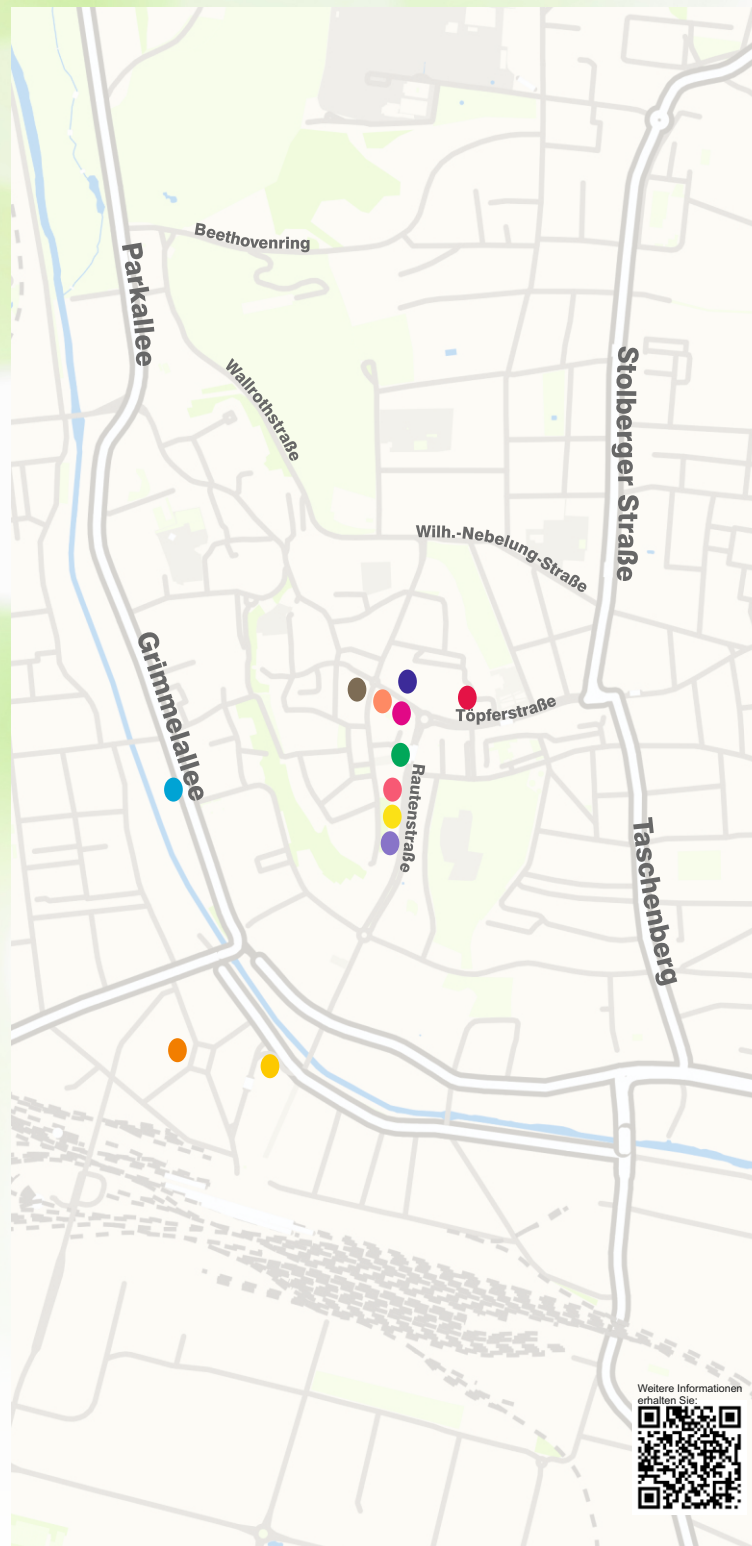 Beethovenring
Parkallee
Stolberger Straße
Wallrothstraße
Wilh.-Nebelung-Straße
Grimmelallee
Töpferstraße
Rautenstraße
Taschenberg
Weitere Informationen
erhalten Sie: